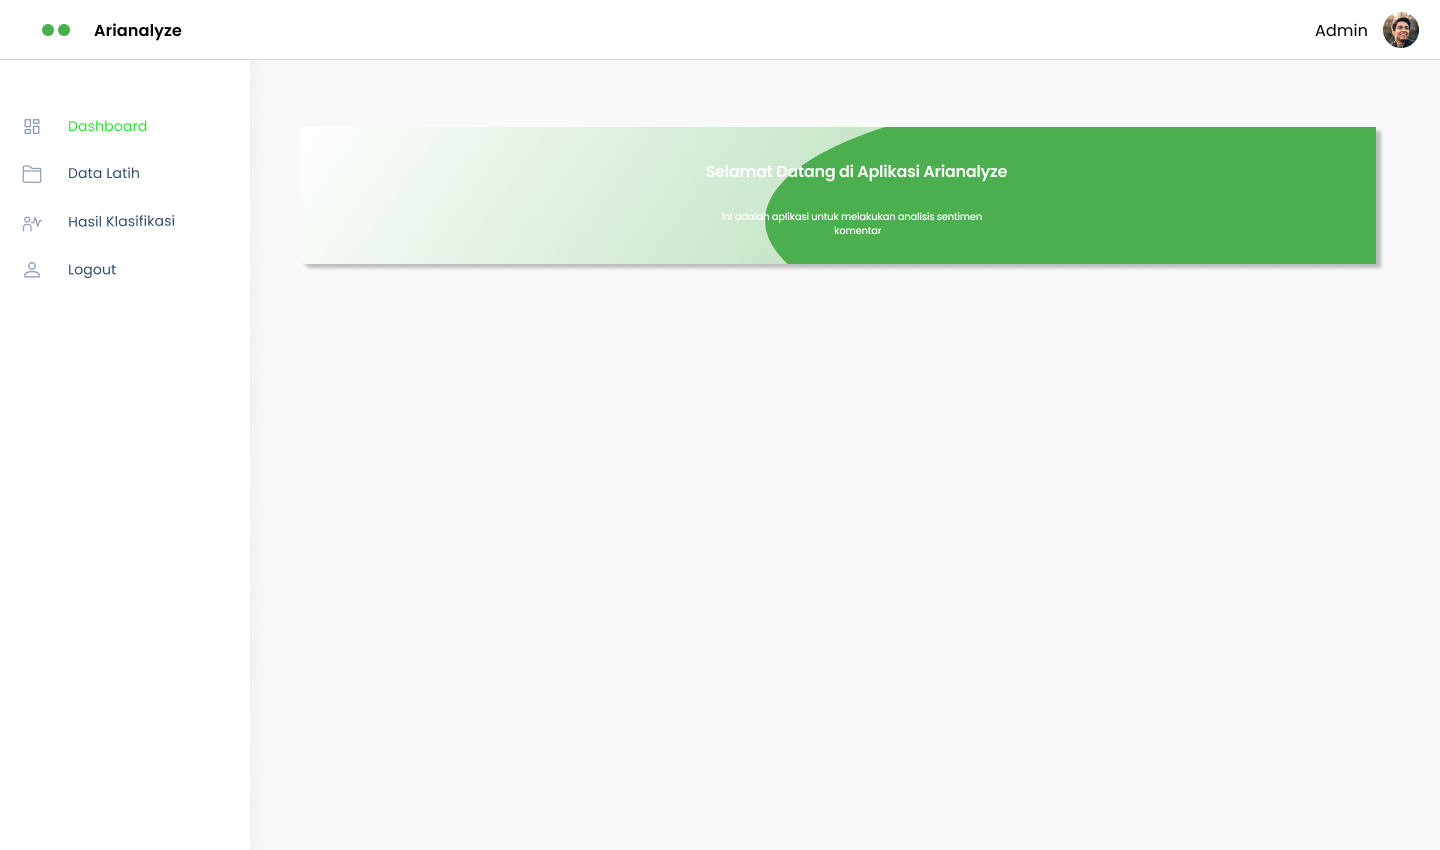 Arianalyze
Admin
Dashboard
Data Latih
Hasil Klasifikasi
Logout
Selamat Datang di Aplikasi Arianalyze
Ini adalah aplikasi untuk melakukan analisis sentimen
komentar